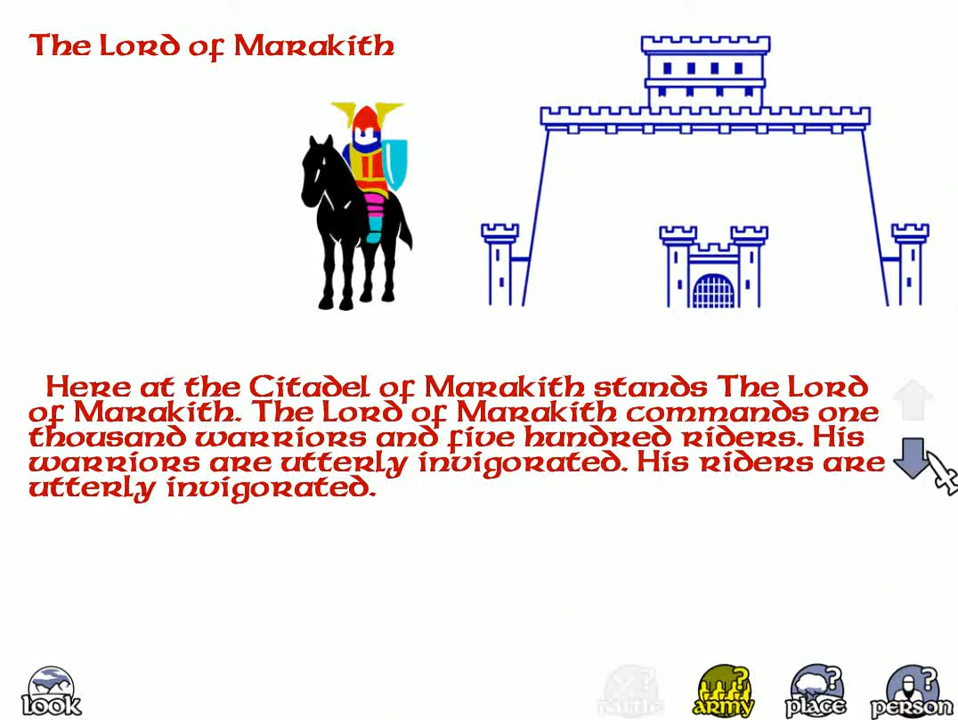 The Lord of Marakith
Here at the Citadel of Marakith stands The Lord
of Marakith. The Lord of Marakith commands one
thousand warriors and five hundred riders. His
warriors are utterly invigorated. His riders are
utterly invigorated.
look
battle
?
army
?
place
?
person